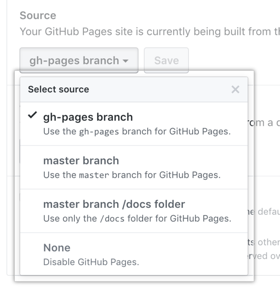 Source
Your GitHub Pages site is currently being built from th
gh-pages branch
Save
Select source
gh-pages branch
Use the gh-pages branch for GitHub Pages.
master branch
Use the master branch for GitHub Pages.
master branch /docs folder
Use only the /docs folder for GitHub Pages.
None
Disable GitHub Pages.